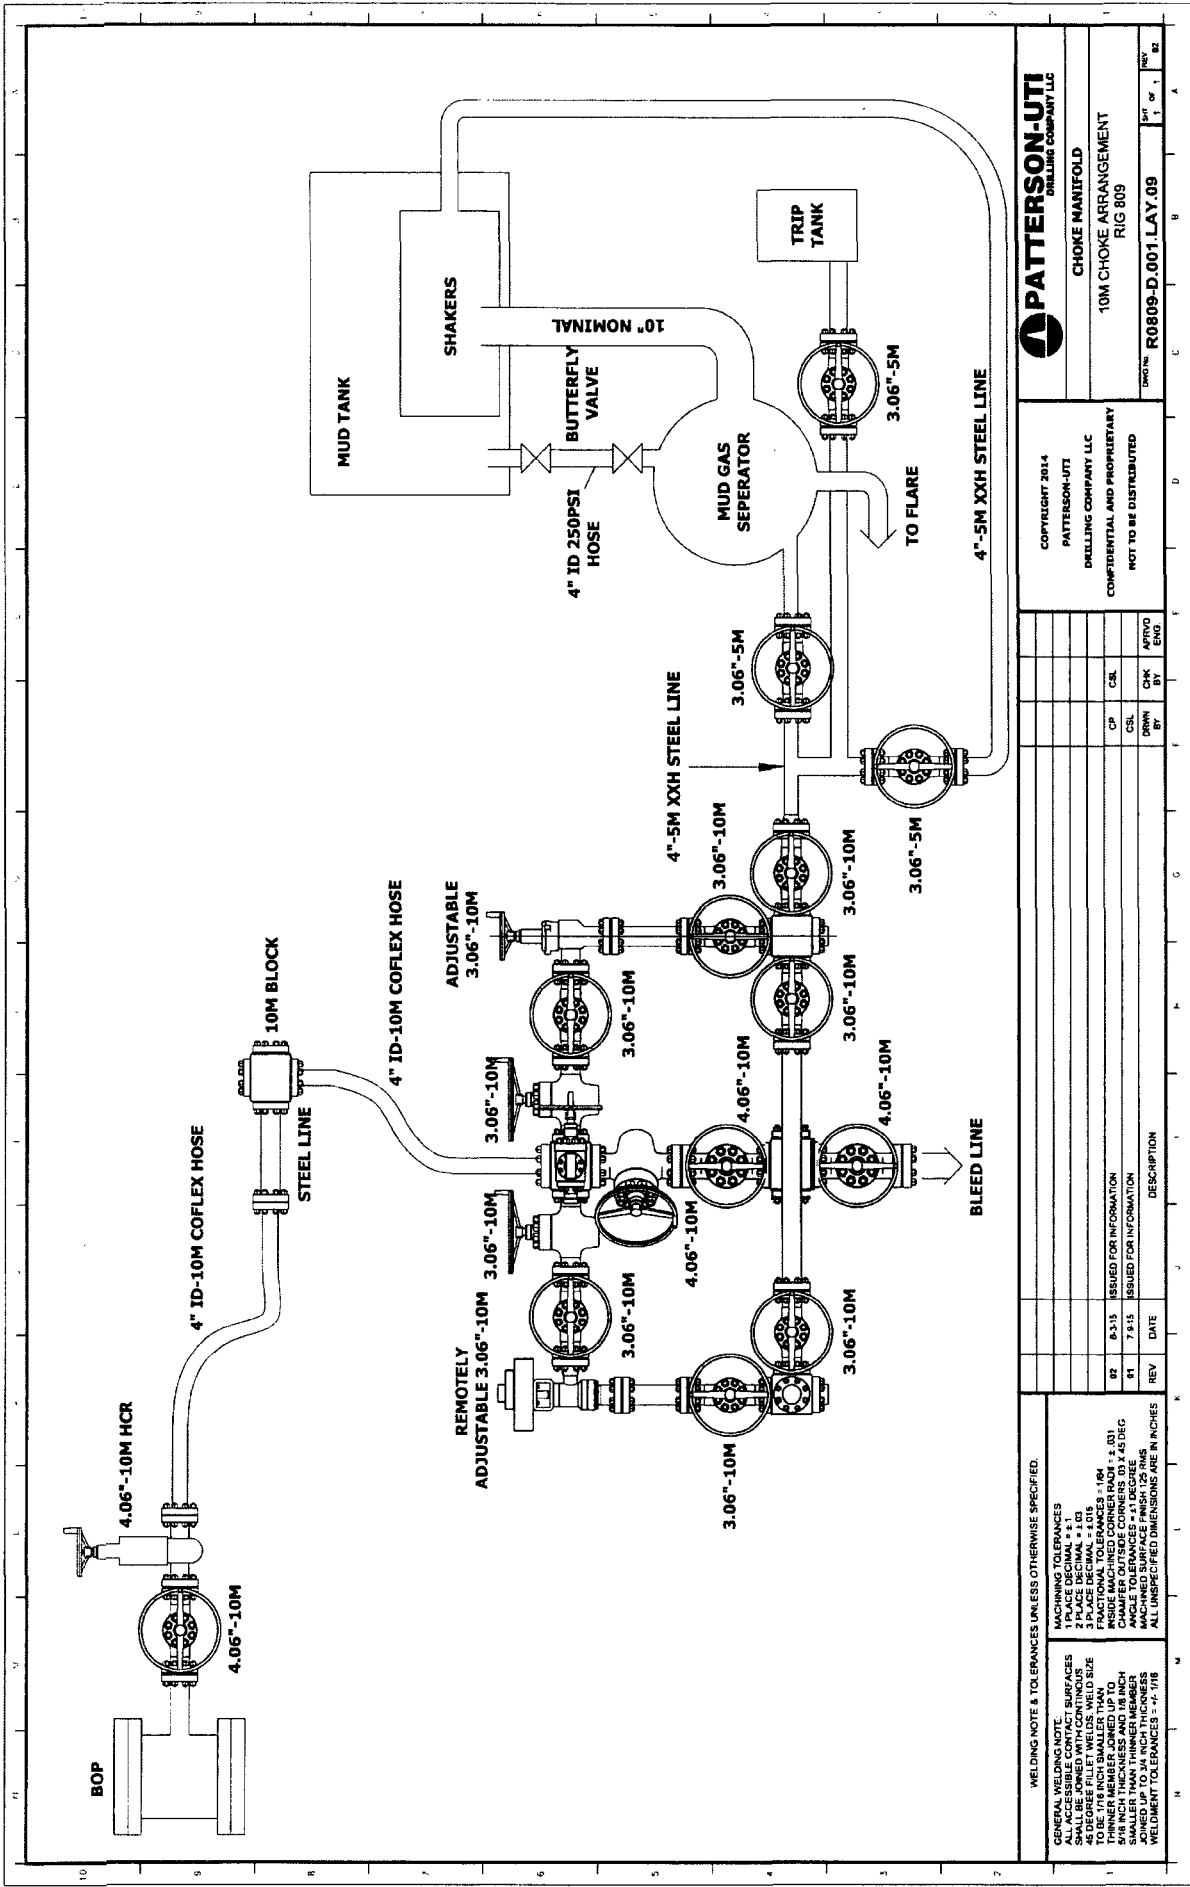 BOP
4.06"-10M
4.06"-10M HCR
4" ID-10M COFLEX HOSE
STEEL LINE
10M BLOCK
4" ID-10M COFLEX HOSE
MUD TANK
SHAKERS
10" NOMINAL
BUTTERFLY
VALVE
4" ID 250PSI
HOSE
MUD GAS
SEPERATOR
TRIP
TANK
3.06"-5M
TO FLARE
4"-5M XXH STEEL LINE
3.06"-5M
4"-5M XXH STEEL LINE
3.06"-5M
REMOTELY
ADJUSTABLE 3.06"-10M
3.06"-10M
3.06"-10M
3.06"-10M
3.06"-10M
ADJUSTABLE
3.06"-10M
4.06"-10M
4.06"-10M
4.06"-10M
3.06"-10M
3.06"-10M
3.06"-10M
3.06"-10M
3.06"-10M
BLEED LINE
WELDING NOTE & TOLERANCES UNLESS OTHERWISE SPECIFIED.
GENERAL WELDING NOTE:
ALL ACCESSIBLE CONTACT SURFACES
SHALL BE JOINED WITH CONTINOUS
45 DEGREE FILLET WELDS. WELD SIZE
TO BE 1/16 INCH SMALLER THAN
THINNER MEMBER JOINED UP TO
5/16 INCH THICKNESS AND 1/8 INCH
SMALLER THAN THINNER MEMBER
JOINED UP TO 3/4 INCH THICKNESS
WELDMENT TOLERANCES = +/- 1/16
MACHINING TOLERANCES
1 PLACE DECIMAL = ±.1
2 PLACE DECIMAL = ±.03
3 PLACE DECIMAL = ±.015
FRACTIONAL TOLERANCES = 1/64
INSIDE MACHINED CORNER RADII = ±.031
CHAMFER OUTSIDE CORNERS .03 X 45 DEG
ANGLE TOLERANCES = ±1 DEGREE
MACHINED SURFACE FINISH 125 RMS
ALL UNSPECIFIED DIMENSIONS ARE IN INCHES
02 8-3-15 ISSUED FOR INFORMATION CP CSL
01 7-9-15 ISSUED FOR INFORMATION CSL
REV DATE DESCRIPTION DRWN BY CHK BY APRVD ENG.
COPYRIGHT 2014
PATTERSON-UTI
DRILLING COMPANY LLC
CONFIDENTIAL AND PROPRIETARY
NOT TO BE DISTRIBUTED
PATTERSON-UTI
DRILLING COMPANY LLC
CHOKE MANIFOLD
10M CHOKE ARRANGEMENT
RIG 809
DWG No. R0809-D.001.LAY.09
SHT 1 OF 1
REV 02